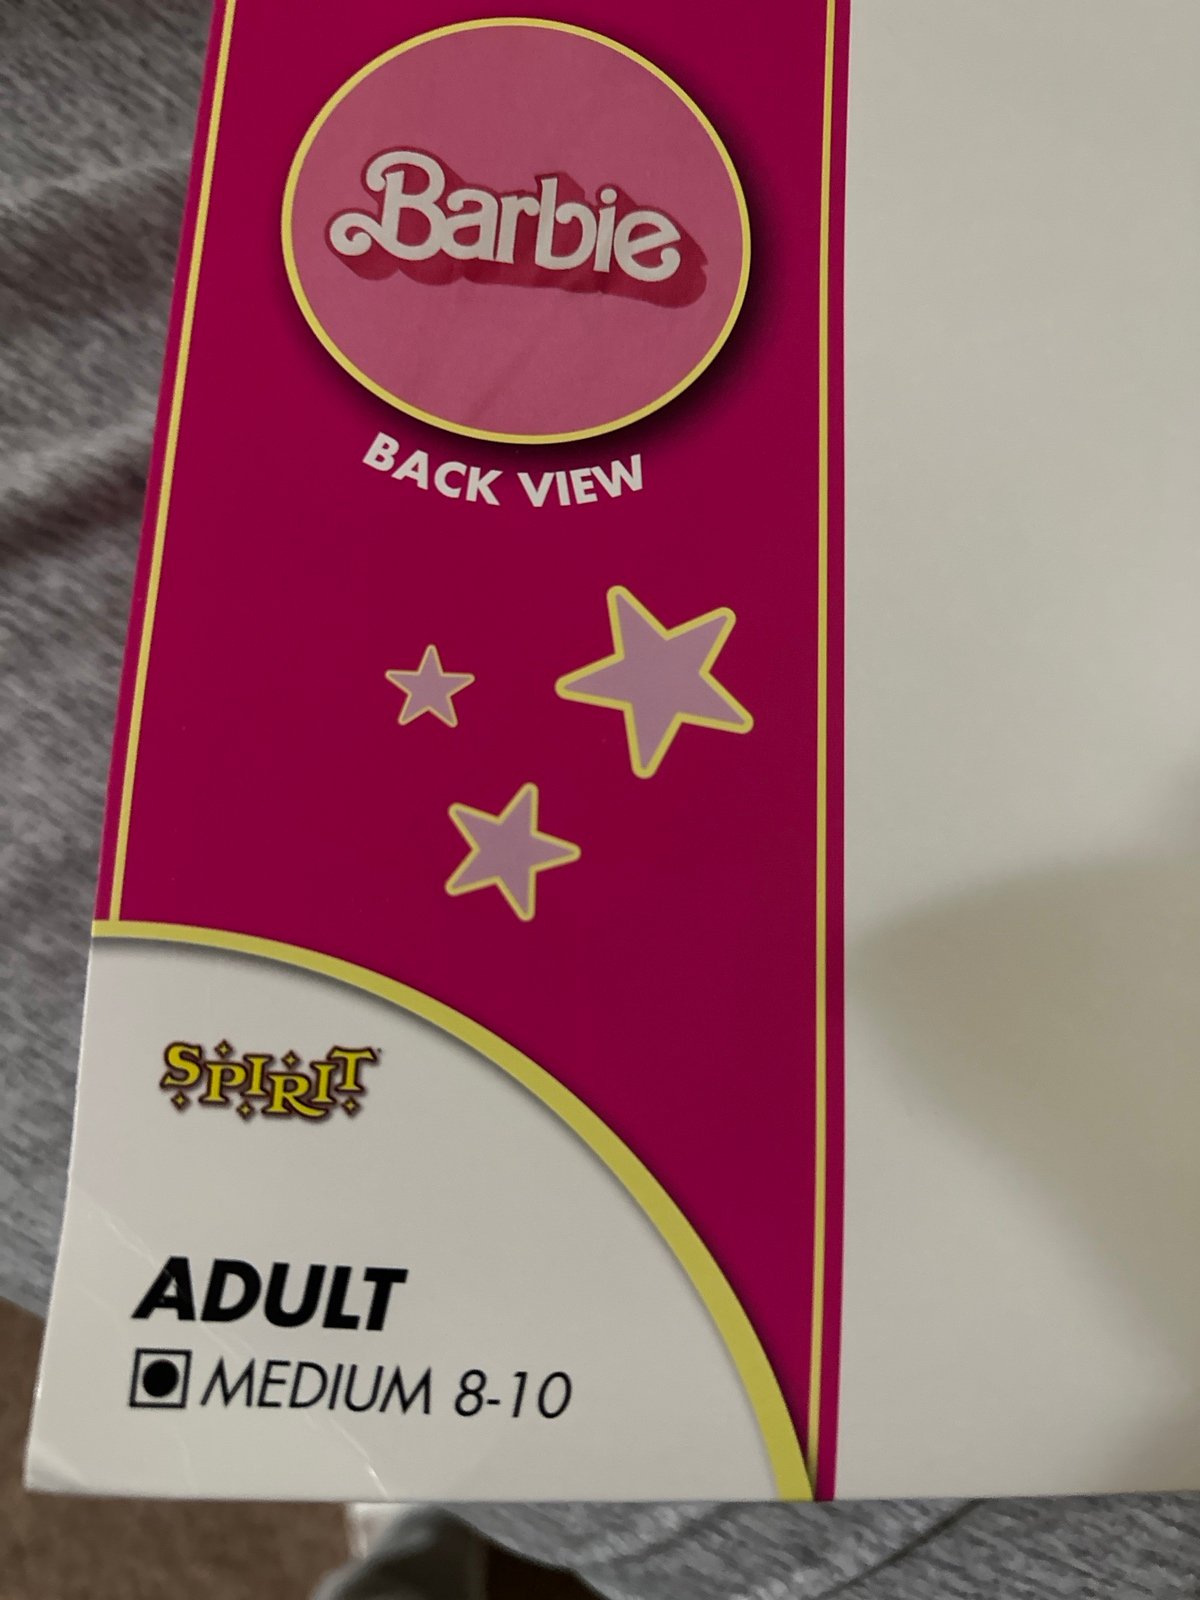 Barbie
BACK VIEW
SPIRIT
ADULT
MEDIUM 8-10